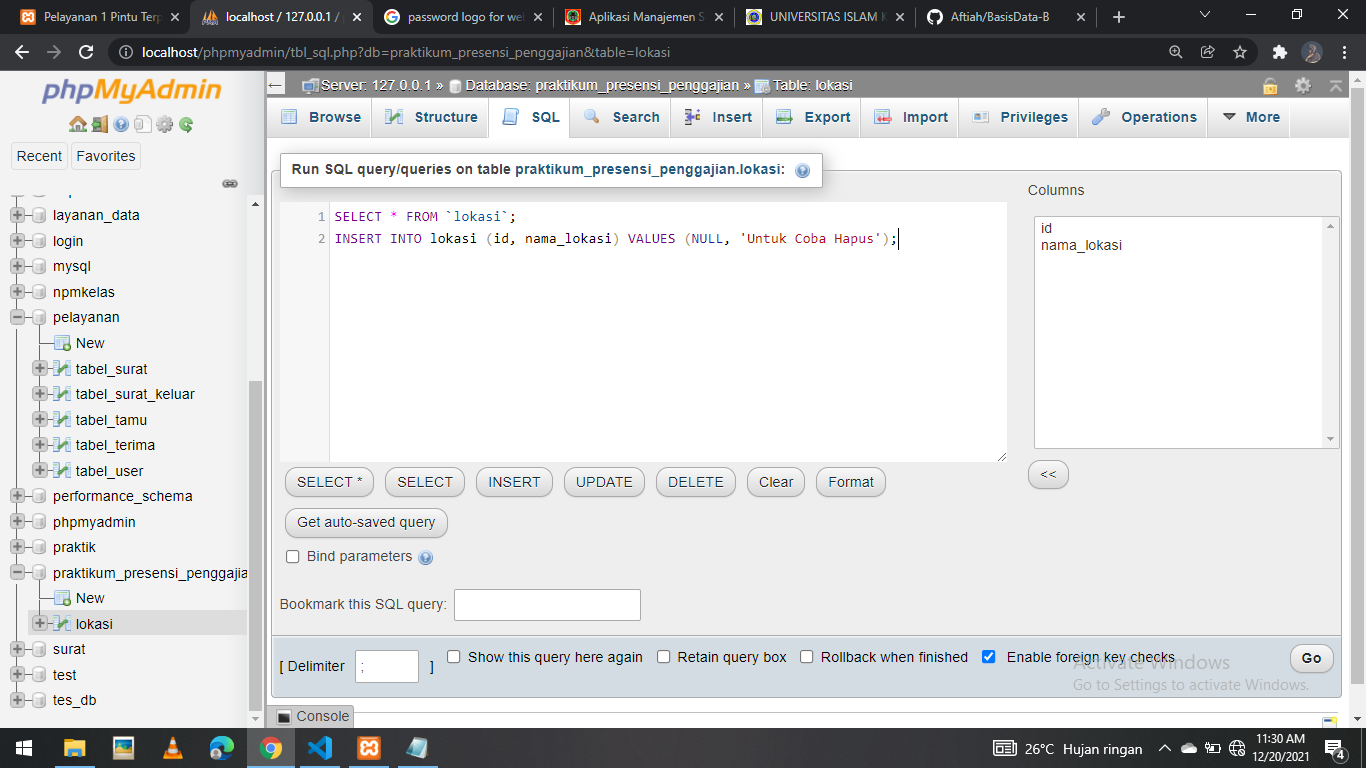 Pelayanan 1 Pintu Terp
localhost / 127.0.0.1 /
password logo for we
Aplikasi Manajemen S
UNIVERSITAS ISLAM K
Aftiah/BasisData-B
localhost/phpmyadmin/tbl_sql.php?db=praktikum_presensi_penggajian&table=lokasi
phpMyAdmin
Recent
Favorites
layanan_data
login
mysql
npmkelas
pelayanan
New
tabel_surat
tabel_surat_keluar
tabel_tamu
tabel_terima
tabel_user
performance_schema
phpmyadmin
praktik
praktikum_presensi_penggajia
New
lokasi
surat
test
tes_db
Server: 127.0.0.1 » Database: praktikum_presensi_penggajian » Table: lokasi
Browse
Structure
SQL
Search
Insert
Export
Import
Privileges
Operations
More
Run SQL query/queries on table praktikum_presensi_penggajian.lokasi:
1 SELECT * FROM `lokasi`;
2 INSERT INTO lokasi (id, nama_lokasi) VALUES (NULL, 'Untuk Coba Hapus');
Columns
id
nama_lokasi
<<
SELECT *
SELECT
INSERT
UPDATE
DELETE
Clear
Format
Get auto-saved query
Bind parameters
Bookmark this SQL query:
[ Delimiter ; ]
Show this query here again
Retain query box
Rollback when finished
Enable foreign key checks
Go
Activate Windows
Go to Settings to activate Windows.
Console
26°C Hujan ringan
11:30 AM
12/20/2021
4